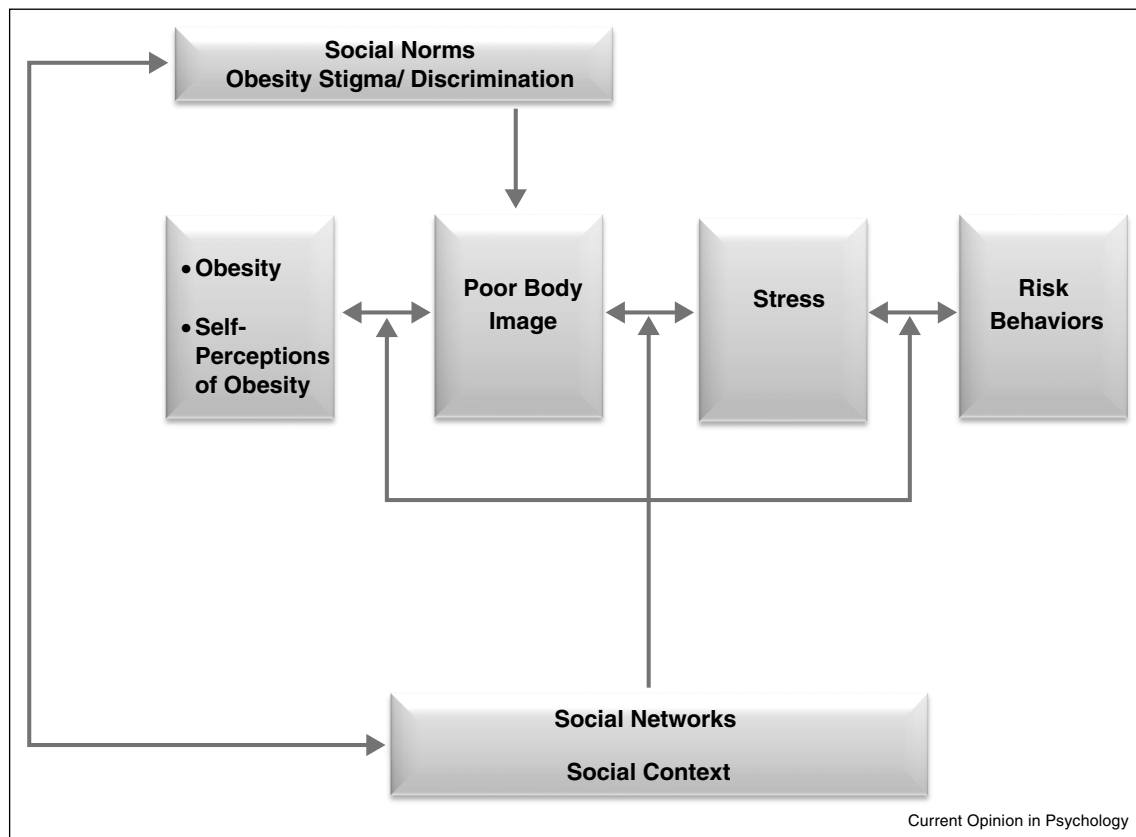 Social Norms
Obesity Stigma/ Discrimination
• Obesity
• Self-
Perceptions
of Obesity
Poor Body
Image
Stress
Risk
Behaviors
Social Networks
Social Context
Current Opinion in Psychology